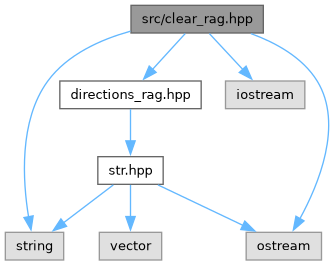 src/clear_rag.hpp
directions_rag.hpp
iostream
str.hpp
string
vector
ostream